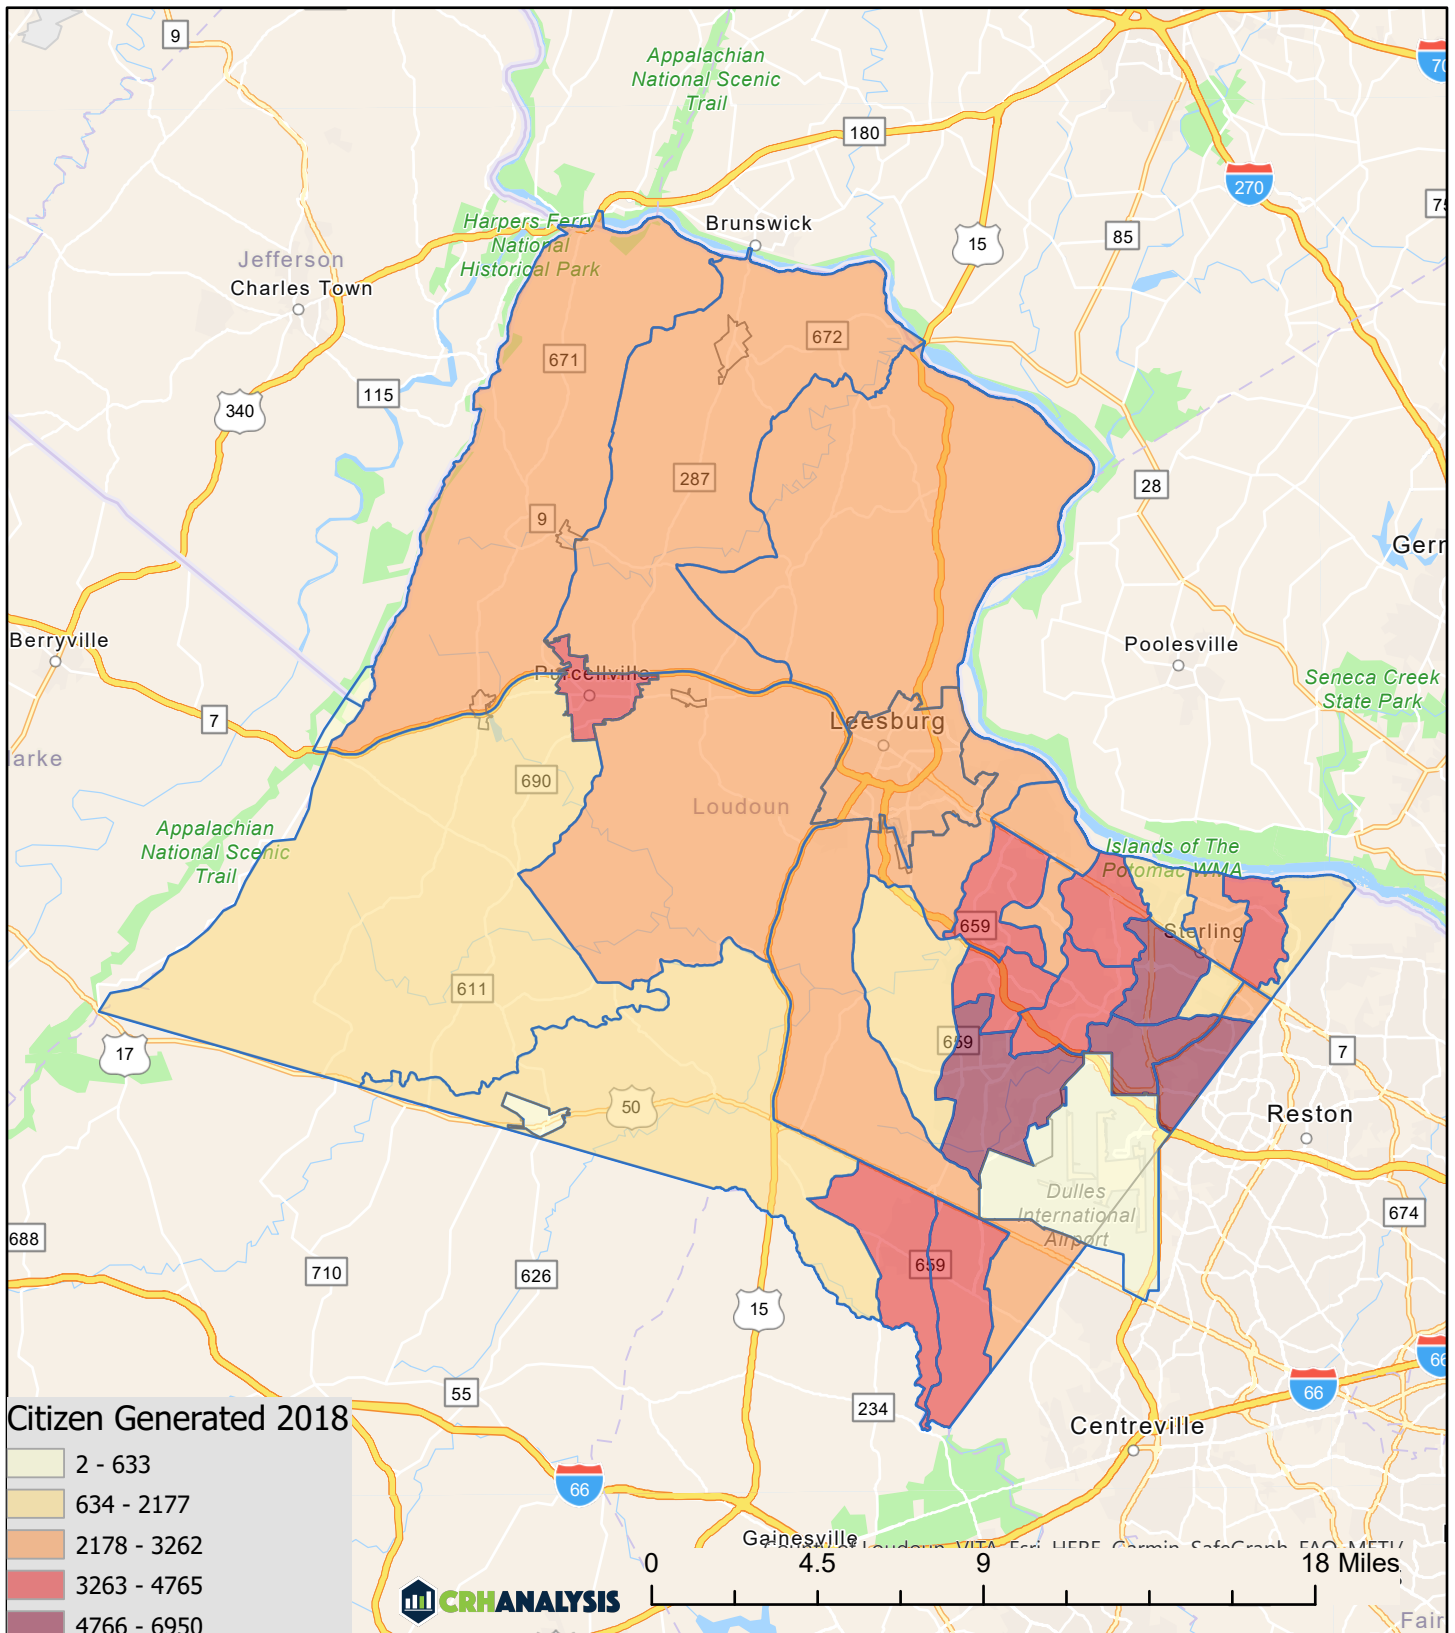 9
70
Appalachian
National Scenic
Trail
180
270
75
Harpers Ferry
National
Historical Park
Brunswick
15
85
Jefferson
Charles Town
672
671
340
115
287
28
9
Berryville
Poolesville
Seneca Creek
State Park
Purcellville
7
Leesburg
arke
690
Loudoun
Appalachian
National Scenic
Trail
Islands of The
Potomac WMA
659
Sterling
611
17
659
7
50
Reston
Dulles
International
Airport
674
688
710
626
659
15
66
66
55
234
Centreville
Citizen Generated 2018
2 - 633
634 - 2177
2178 - 3262
3263 - 4765
4766 - 6950
66
Gainesville
0 4.5 9 18 Miles
CRHANALYSIS
Fair